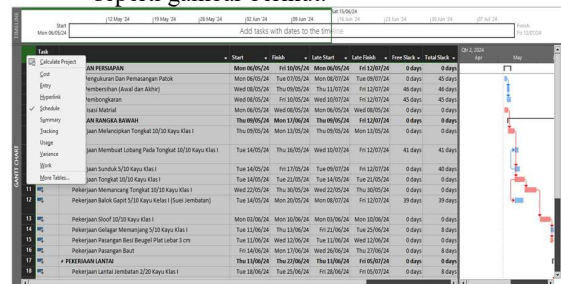 seperti gambar berikut.
TIMELINE
at 15/06/24
12 May '24 19 May '24 26 May '24 02 Jun '24 09 Jun '24 16 Jun '24 23 Jun '24 30 Jun '24 07 Jul '24
Start
Mon 06/05/24
Add tasks with dates to the timeline
Finish
Fri 12/07/24
Task
Start Finish Late Start Late Finish Free Slack Total Slack
Qtr 2, 2024
Apr May
Calculate Project
Cost
Entry
Hyperlink
Schedule
Summary
Tracking
Usage
Variance
Work
More Tables...
GANTT CHART
AN PERSIAPAN Mon 06/05/24 Fri 10/05/24 Mon 06/05/24 Fri 12/07/24 0 days 0 days
Pengukuran Dan Pemasangan Patok Mon 06/05/24 Tue 07/05/24 Mon 08/07/24 Tue 09/07/24 0 days 45 days
Pembersihan (Awal dan Akhir) Wed 08/05/24 Thu 09/05/24 Thu 11/07/24 Fri 12/07/24 46 days 46 days
Pembongkaran Wed 08/05/24 Fri 10/05/24 Wed 10/07/24 Fri 12/07/24 45 days 45 days
isasi Matrial Mon 06/05/24 Wed 08/05/24 Mon 06/05/24 Wed 08/05/24 0 days 0 days
AN RANGKA BAWAH Thu 09/05/24 Mon 17/06/24 Thu 09/05/24 Fri 12/07/24 0 days 0 days
jaan Melancipkan Tongkat 10/10 Kayu Klas I Thu 09/05/24 Mon 13/05/24 Thu 09/05/24 Mon 13/05/24 0 days 0 days
jaan Membuat Lobang Pada Tongkat 10/10 Kayu Klas I Tue 14/05/24 Thu 16/05/24 Wed 10/07/24 Fri 12/07/24 41 days 41 days
jaan Sunduk 5/10 Kayu Klas I Tue 14/05/24 Fri 17/05/24 Tue 09/07/24 Fri 12/07/24 40 days 40 days
jaan Tongkat 10/10 Kayu Klas I Tue 14/05/24 Tue 21/05/24 Tue 14/05/24 Tue 21/05/24 0 days 0 days
11 Pekerjaan Memancang Tongkat 10/10 Kayu Klas I Wed 22/05/24 Thu 30/05/24 Wed 22/05/24 Thu 30/05/24 0 days 0 days
12 Pekerjaan Balok Gapit 5/10 Kayu Kelas I (Suei Jembatan) Tue 14/05/24 Mon 20/05/24 Mon 08/07/24 Fri 12/07/24 39 days 39 days
13 Pekerjaan Sloof 10/10 Kayu Klas I Mon 03/06/24 Mon 10/06/24 Mon 03/06/24 Mon 10/06/24 0 days 0 days
14 Pekerjaan Gelagar Memanjang 5/10 Kayu Klas I Tue 11/06/24 Thu 13/06/24 Fri 21/06/24 Tue 25/06/24 0 days 8 days
15 Pekerjaan Pasangan Besi Beugel Plat Lebar 3 cm Tue 11/06/24 Wed 12/06/24 Tue 11/06/24 Wed 12/06/24 0 days 0 days
16 Pekerjaan Pasangan Baut Fri 14/06/24 Mon 17/06/24 Wed 26/06/24 Thu 27/06/24 0 days 8 days
17 PEKERJAAN LANTAI Thu 13/06/24 Thu 27/06/24 Thu 13/06/24 Fri 05/07/24 0 days 0 days
18 Pekerjaan Lantai Jembatan 2/20 Kayu Klas I Tue 18/06/24 Tue 25/06/24 Fri 28/06/24 Fri 05/07/24 0 days 8 days